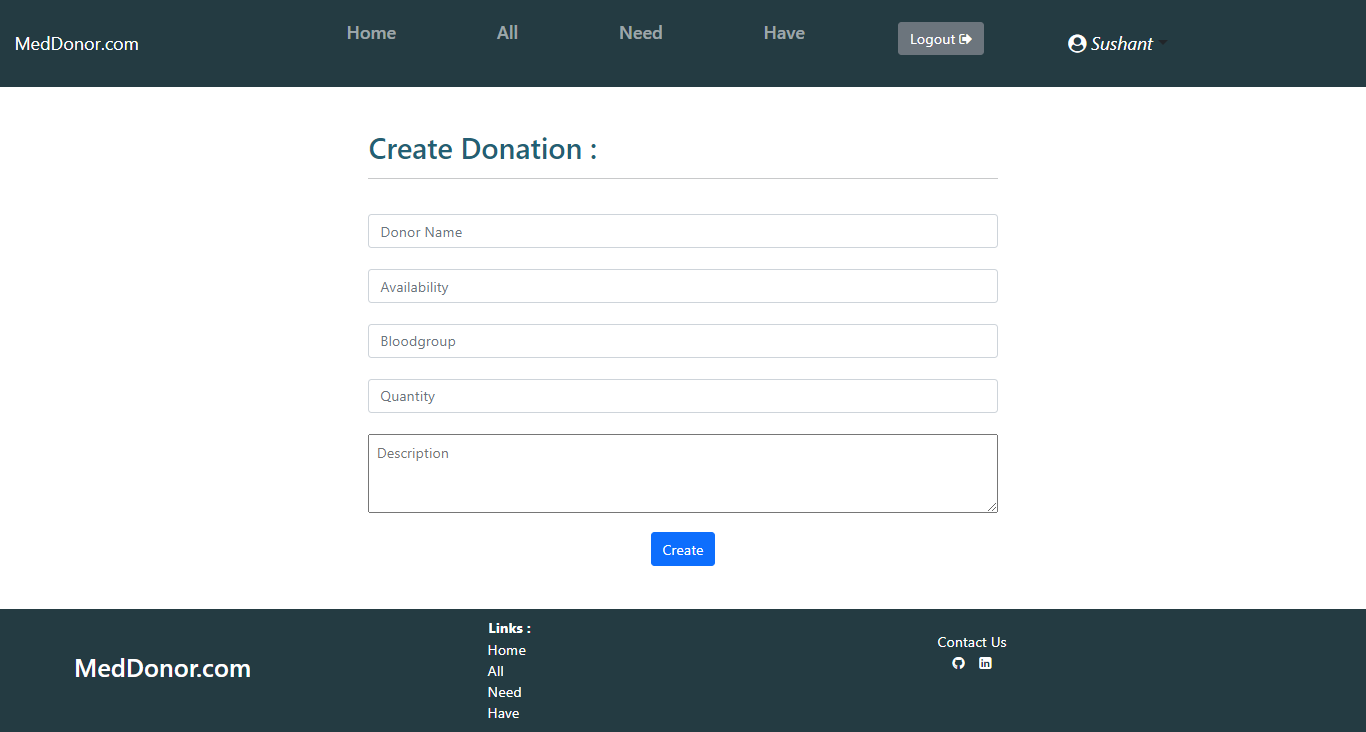 MedDonor.com Home All Need Have Logout Sushant
Create Donation :
Donor Name
Availability
Bloodgroup
Quantity
Description
Create
MedDonor.com
Links :
Home
All
Need
Have
Contact Us